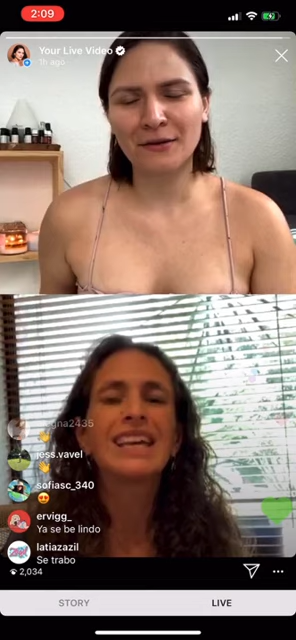 2:09
Your Live Video
1h ago
gna2435
jess.vavel
sofiasc_340
ervigg_
Ya se be lindo
latiazazil
Se trabo
2,034
STORY
LIVE